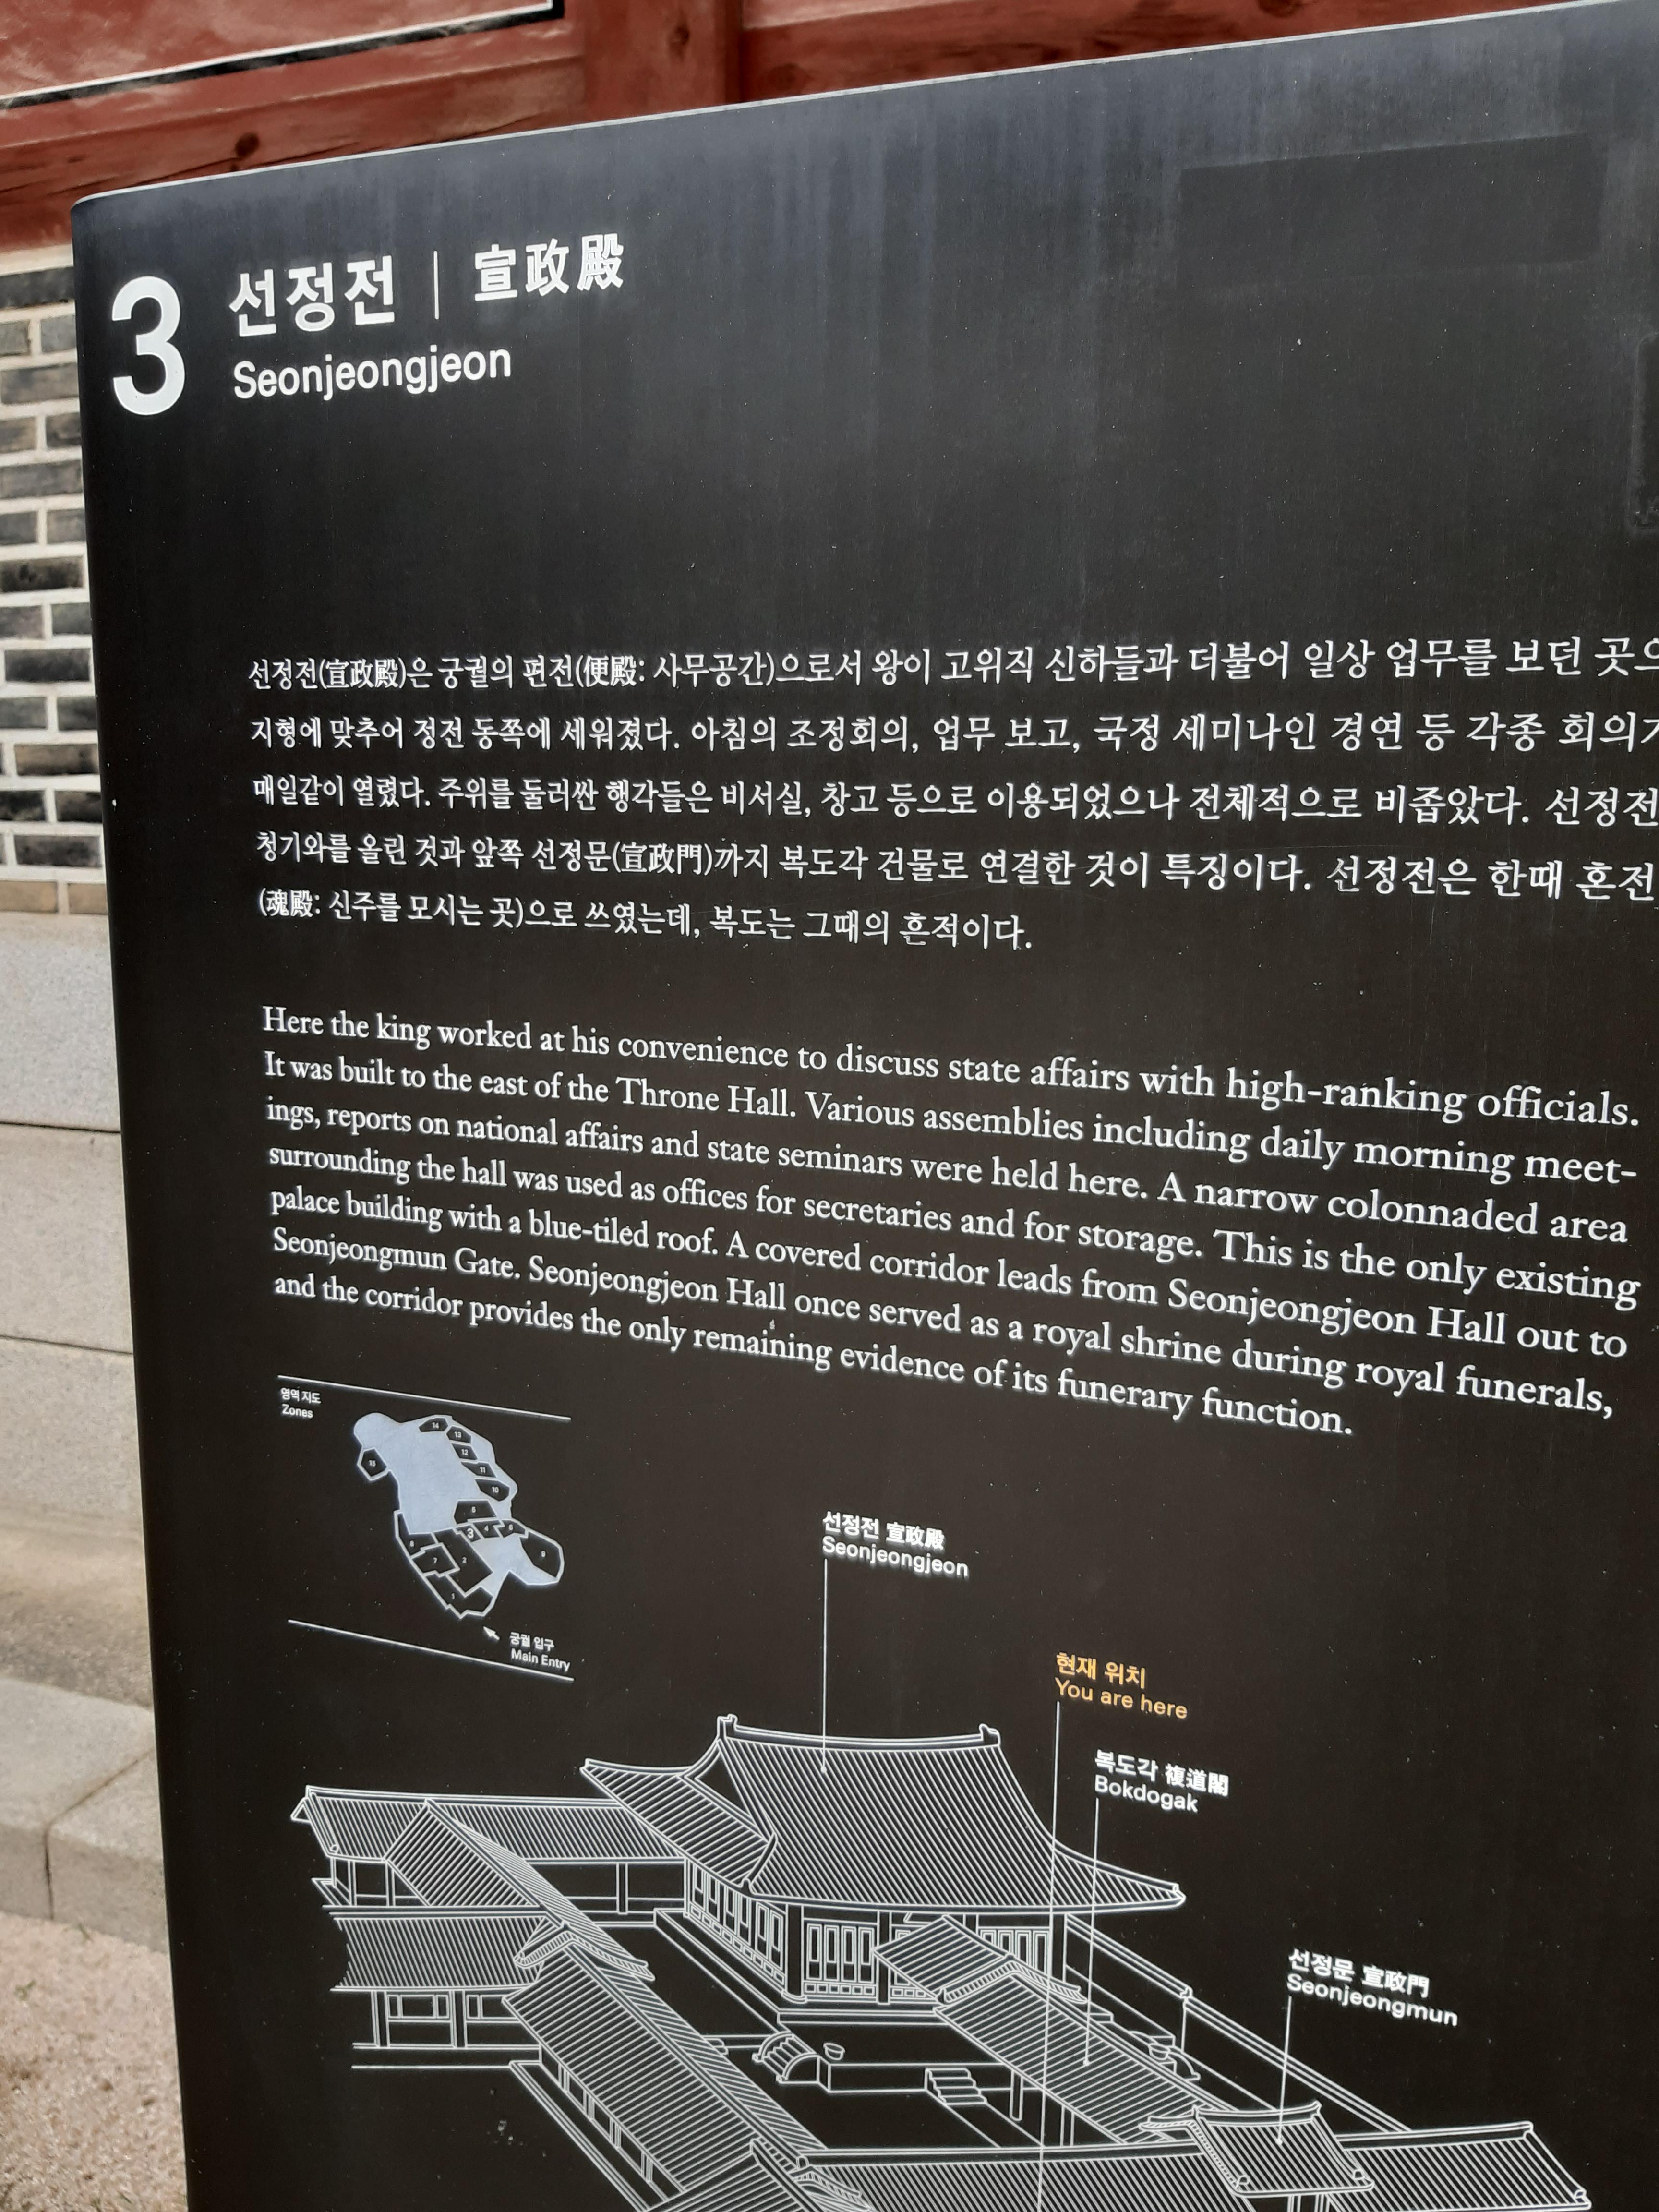 3
선정전 | 宣政殿
Seonjeongjeon
선정전(宣政殿)은 궁궐의 편전(便殿: 사무공간)으로서 왕이 고위직 신하들과 더불어 일상 업무를 보던 곳으
지형에 맞추어 정전 동쪽에 세워졌다. 아침의 조정회의, 업무 보고, 국정 세미나인 경연 등 각종 회의가
매일같이 열렸다. 주위를 둘러싼 행각들은 비서실, 창고 등으로 이용되었으나 전체적으로 비좁았다. 선정전
청기와를 올린 것과 앞쪽 선정문(宣政門)까지 복도각 건물로 연결한 것이 특징이다. 선정전은 한때 혼전
(魂殿: 신주를 모시는 곳)으로 쓰였는데, 복도는 그때의 흔적이다.
Here the king worked at his convenience to discuss state affairs with high-ranking officials.
It was built to the east of the Throne Hall. Various assemblies including daily morning meet-
ings, reports on national affairs and state seminars were held here. A narrow colonnaded area
surrounding the hall was used as offices for secretaries and for storage. This is the only existing
palace building with a blue-tiled roof. A covered corridor leads from Seonjeongjeon Hall out to
Seonjeongmun Gate. Seonjeongjeon Hall once served as a royal shrine during royal funerals,
and the corridor provides the only remaining evidence of its funerary function.
영역 지도
Zones
14
13
12
15
11
10
3
2
9
1
궁궐 입구
Main Entry
선정전 宣政殿
Seonjeongjeon
현재 위치
You are here
복도각 複道閣
Bokdogak
선정문 宣政門
Seonjeongmun